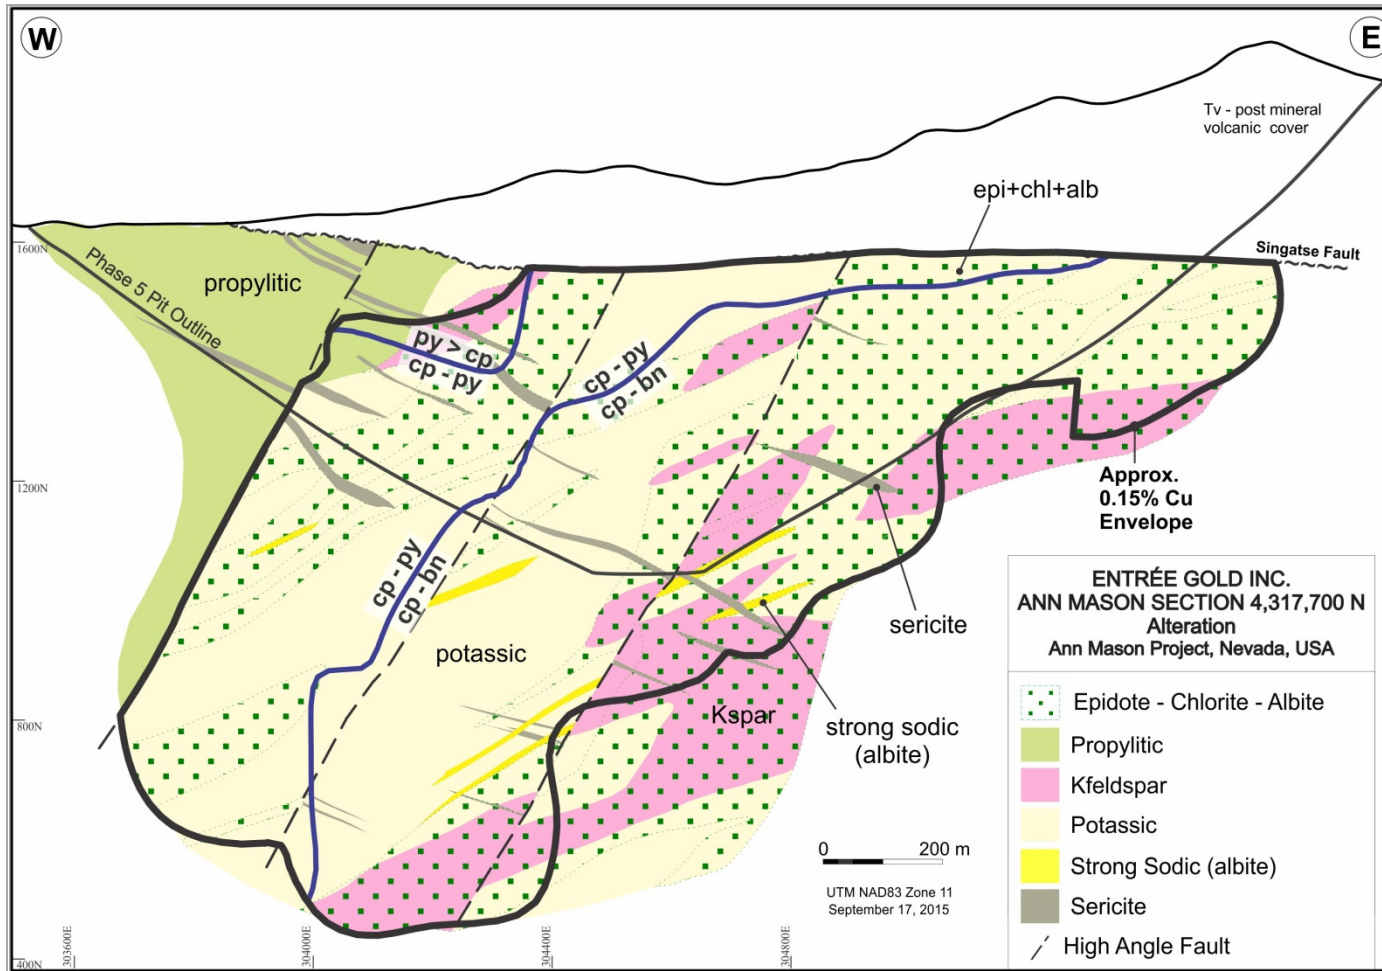 W
E
Tv - post mineral
volcanic cover
epi+chl+alb
1600N
Singatse Fault
propylitic
Phase 5 Pit Outline
py > cp
cp - py
cp - py
cp - bn
1200N
Approx.
0.15% Cu
Envelope
cp - py
cp - bn
sericite
potassic
Kspar
strong sodic
(albite)
800N
0 200 m
UTM NAD83 Zone 11
September 17, 2015
ENTRÉE GOLD INC.
ANN MASON SECTION 4,317,700 N
Alteration
Ann Mason Project, Nevada, USA
Epidote - Chlorite - Albite
Propylitic
Kfeldspar
Potassic
Strong Sodic (albite)
Sericite
High Angle Fault
400N
303600E
304000E
304400E
304800E